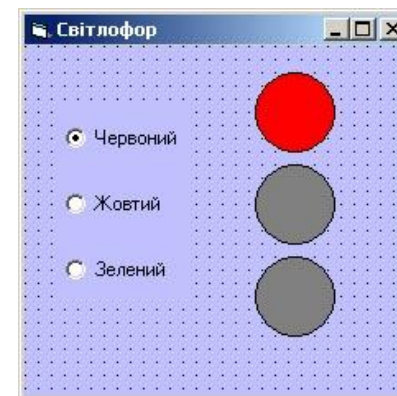 Світлофор
Червоний
Жовтий
Зелений